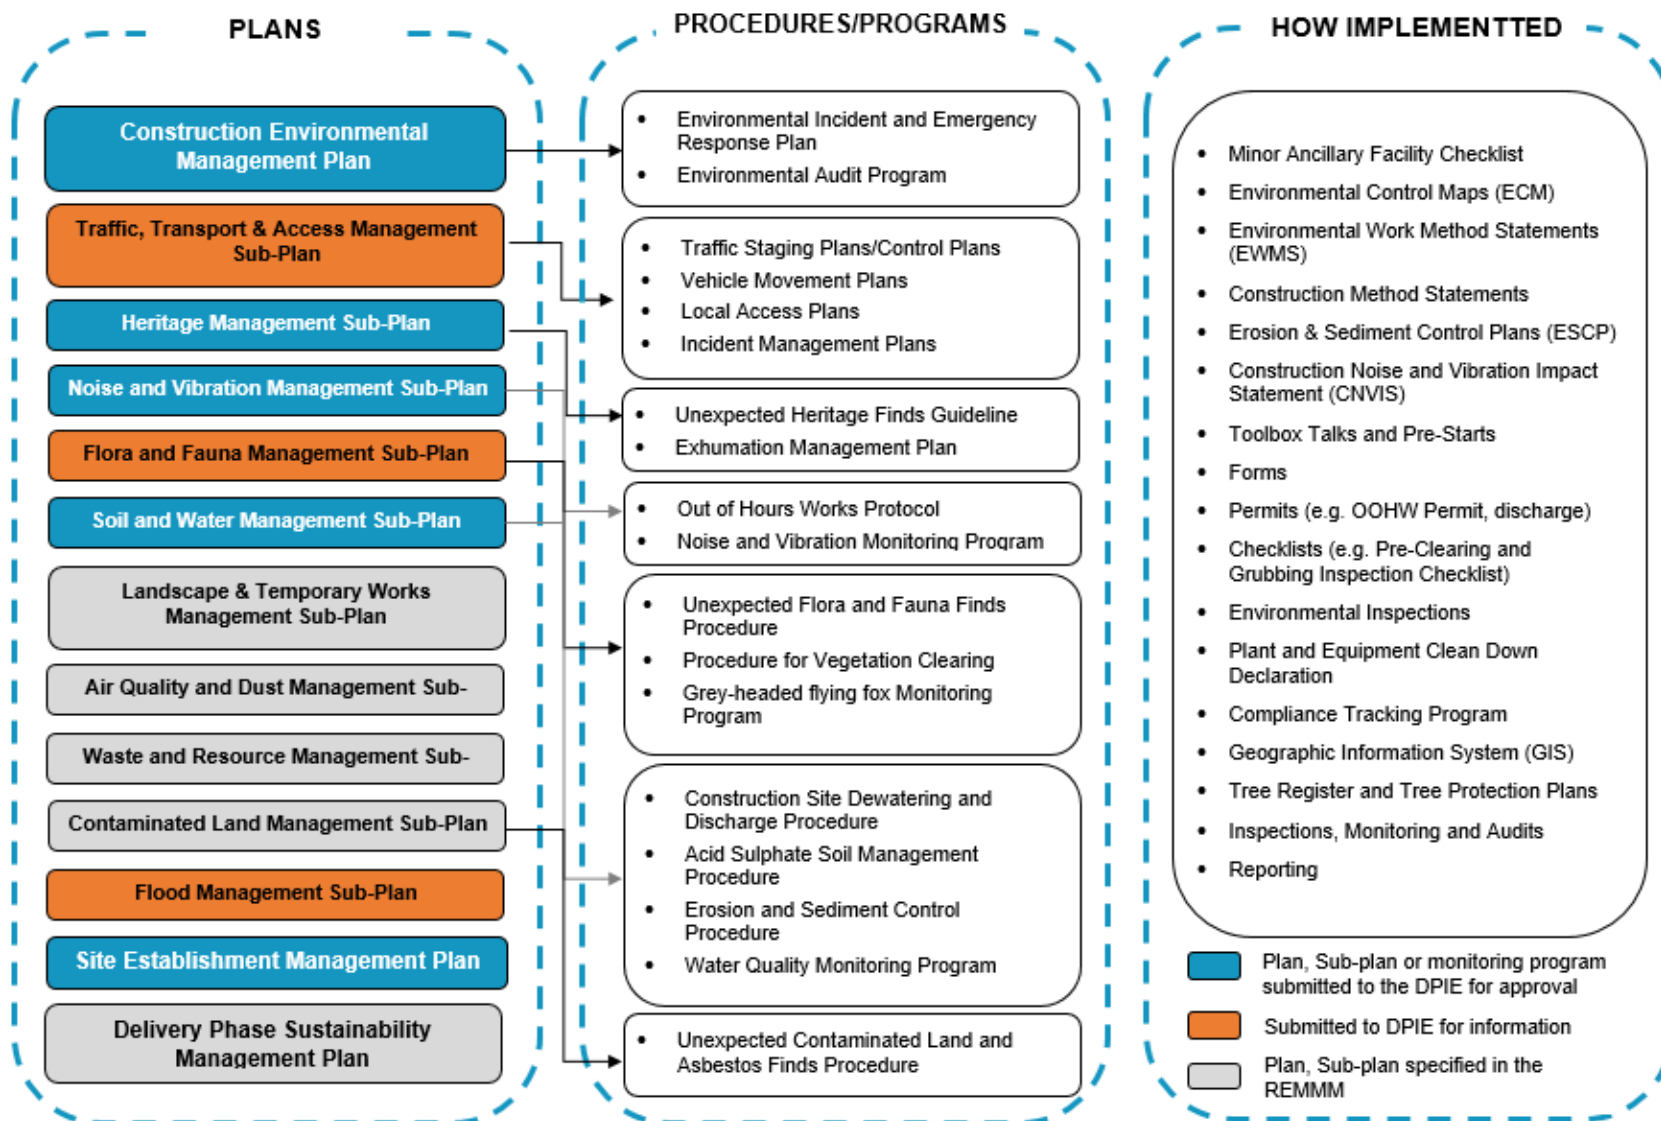 PLANS
Construction Environmental
Management Plan
Traffic, Transport & Access Management
Sub-Plan
Heritage Management Sub-Plan
Noise and Vibration Management Sub-Plan
Flora and Fauna Management Sub-Plan
Soil and Water Management Sub-Plan
Landscape & Temporary Works
Management Sub-Plan
Air Quality and Dust Management Sub-
Waste and Resource Management Sub-
Contaminated Land Management Sub-Plan
Flood Management Sub-Plan
Site Establishment Management Plan
Delivery Phase Sustainability
Management Plan
PROCEDURES/PROGRAMS
• Environmental Incident and Emergency
Response Plan
• Environmental Audit Program
• Traffic Staging Plans/Control Plans
• Vehicle Movement Plans
• Local Access Plans
• Incident Management Plans
• Unexpected Heritage Finds Guideline
• Exhumation Management Plan
• Out of Hours Works Protocol
• Noise and Vibration Monitoring Program
• Unexpected Flora and Fauna Finds
Procedure
• Procedure for Vegetation Clearing
• Grey-headed flying fox Monitoring
Program
• Construction Site Dewatering and
Discharge Procedure
• Acid Sulphate Soil Management
Procedure
• Erosion and Sediment Control
Procedure
• Water Quality Monitoring Program
• Unexpected Contaminated Land and
Asbestos Finds Procedure
HOW IMPLEMENTTED
• Minor Ancillary Facility Checklist
• Environmental Control Maps (ECM)
• Environmental Work Method Statements
(EWMS)
• Construction Method Statements
• Erosion & Sediment Control Plans (ESCP)
• Construction Noise and Vibration Impact
Statement (CNVIS)
• Toolbox Talks and Pre-Starts
• Forms
• Permits (e.g. OOHW Permit, discharge)
• Checklists (e.g. Pre-Clearing and
Grubbing Inspection Checklist)
• Environmental Inspections
• Plant and Equipment Clean Down
Declaration
• Compliance Tracking Program
• Geographic Information System (GIS)
• Tree Register and Tree Protection Plans
• Inspections, Monitoring and Audits
• Reporting
Plan, Sub-plan or monitoring program
submitted to the DPIE for approval
Submitted to DPIE for information
Plan, Sub-plan specified in the
REMMM